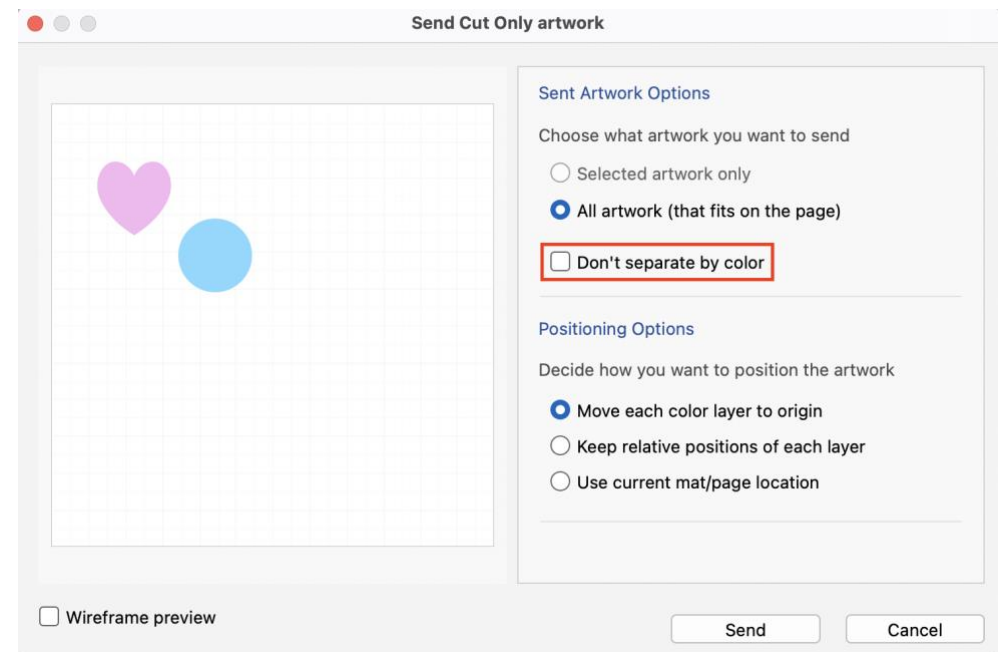 Send Cut Only artwork
Sent Artwork Options
Choose what artwork you want to send
Selected artwork only
All artwork (that fits on the page)
Don't separate by color
Positioning Options
Decide how you want to position the artwork
Move each color layer to origin
Keep relative positions of each layer
Use current mat/page location
Wireframe preview
Send
Cancel